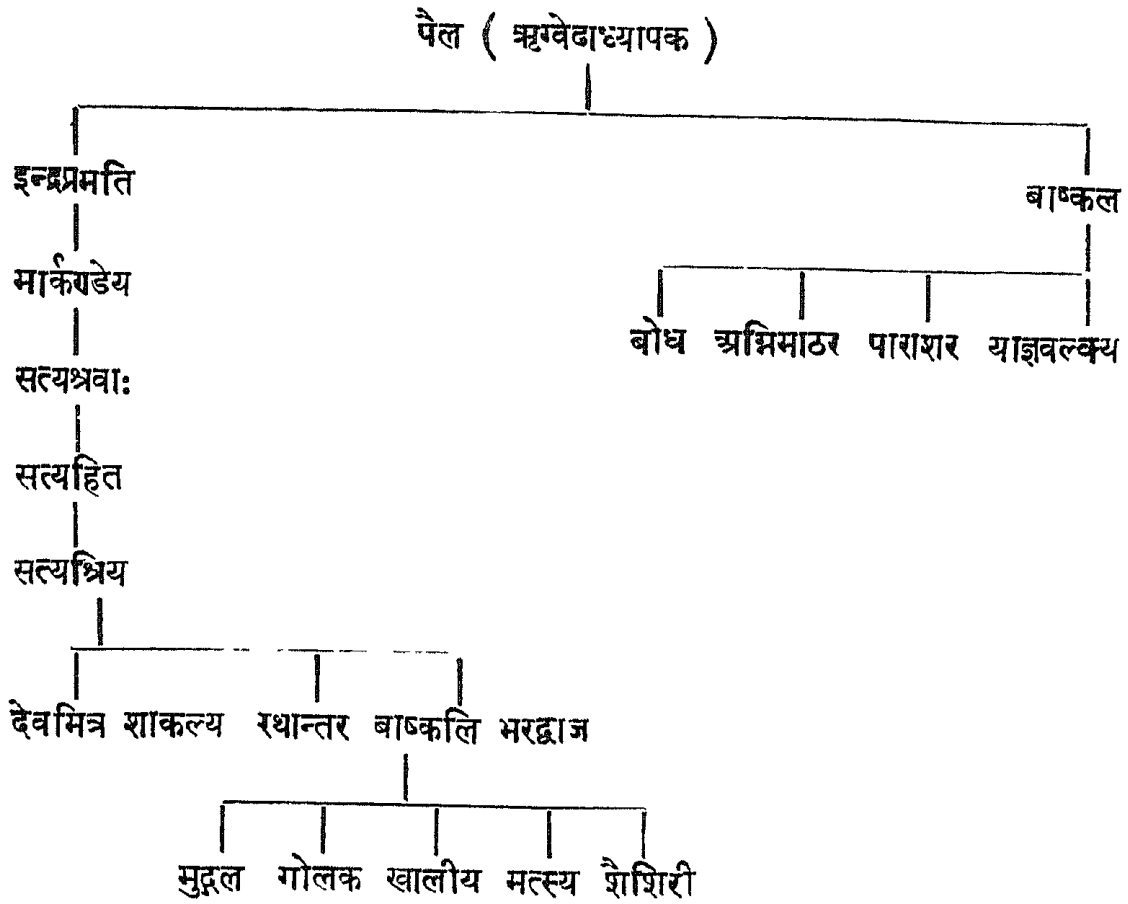 पैल ( ऋग्वेदाध्यापक )
इन्द्रप्रमति
बाष्कल
मार्कण्डेय
बोध अग्निमाठर पाराशर याज्ञवल्क्य
सत्यश्रवाः
सत्यहित
सत्यश्रिय
देवमित्र शाकल्य रथान्तर बाष्कलि भरद्वाज
मुद्गल गोलक खालीय मत्स्य शैशिरी